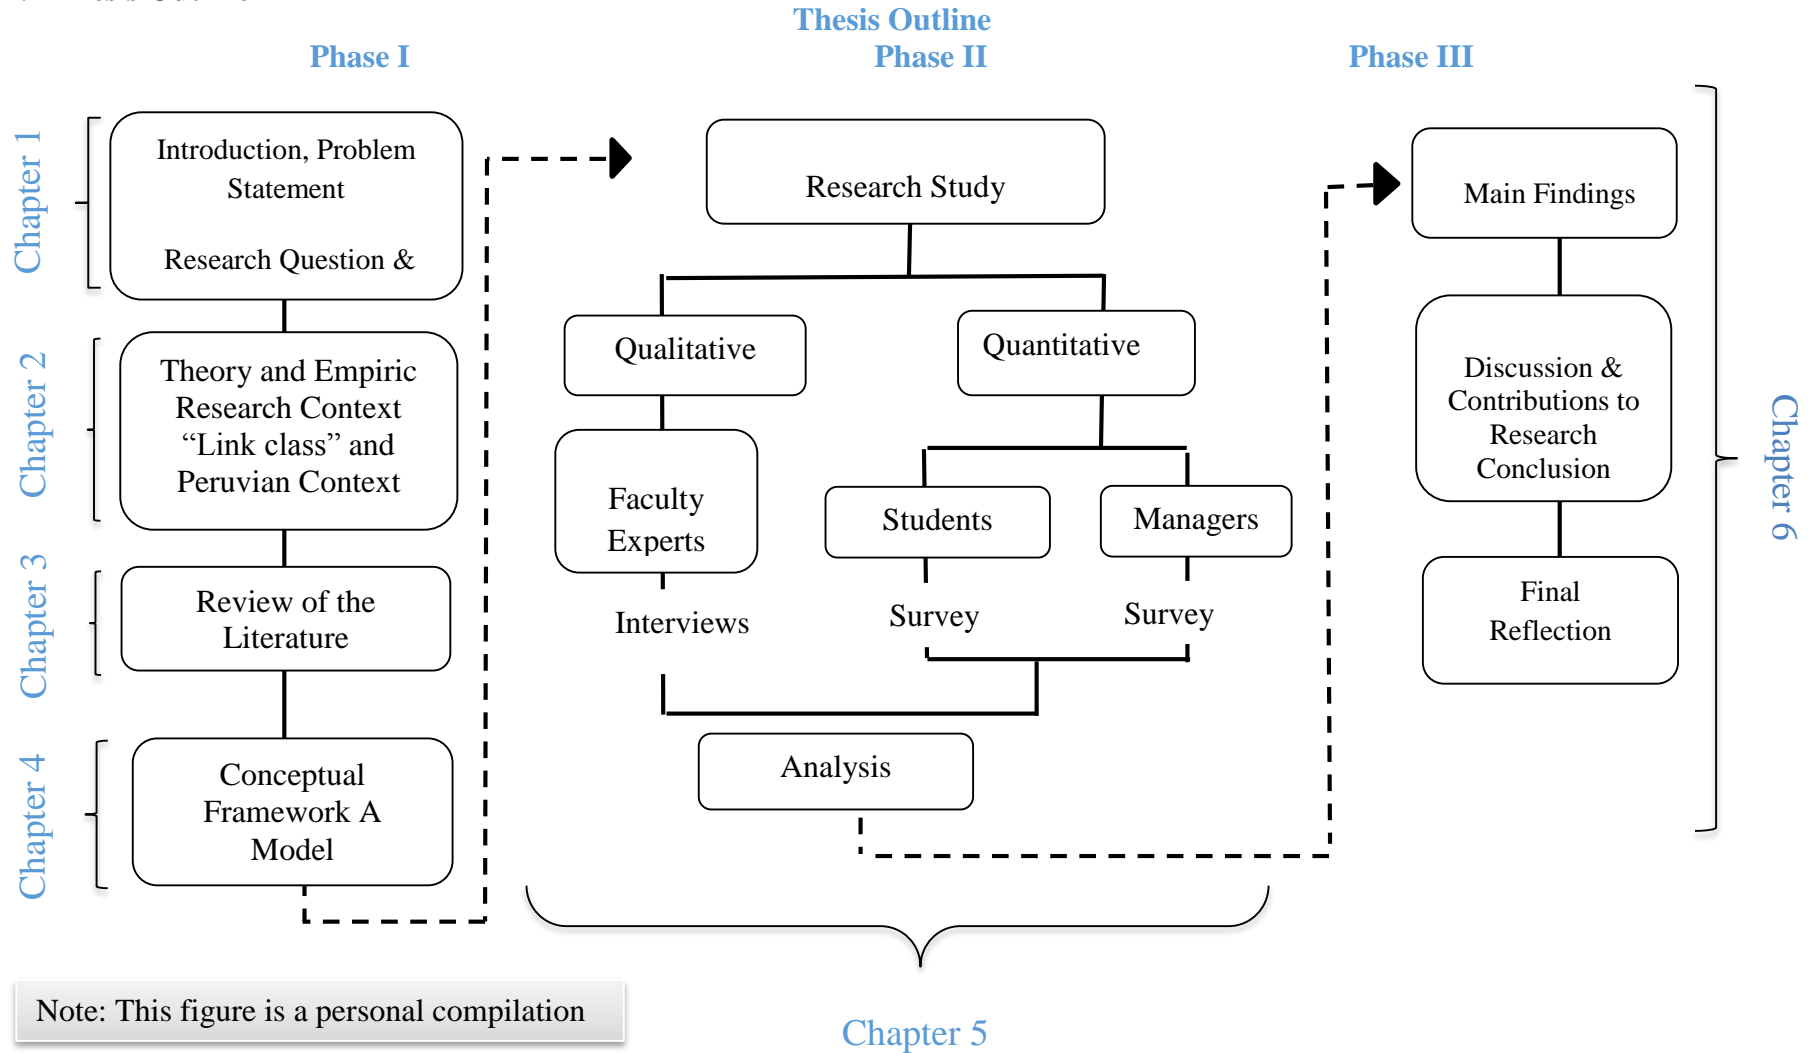 Thesis Outline
Phase I
Phase II
Phase III
Chapter 1
Introduction, Problem
Statement
Research Question &
Chapter 2
Theory and Empiric
Research Context
“Link class” and
Peruvian Context
Chapter 3
Review of the
Literature
Chapter 4
Conceptual
Framework A
Model
Research Study
Qualitative
Quantitative
Faculty
Experts
Students
Managers
Interviews
Survey
Survey
Analysis
Chapter 5
Main Findings
Discussion &
Contributions to
Research
Conclusion
Final
Reflection
Chapter 6
Note: This figure is a personal compilation